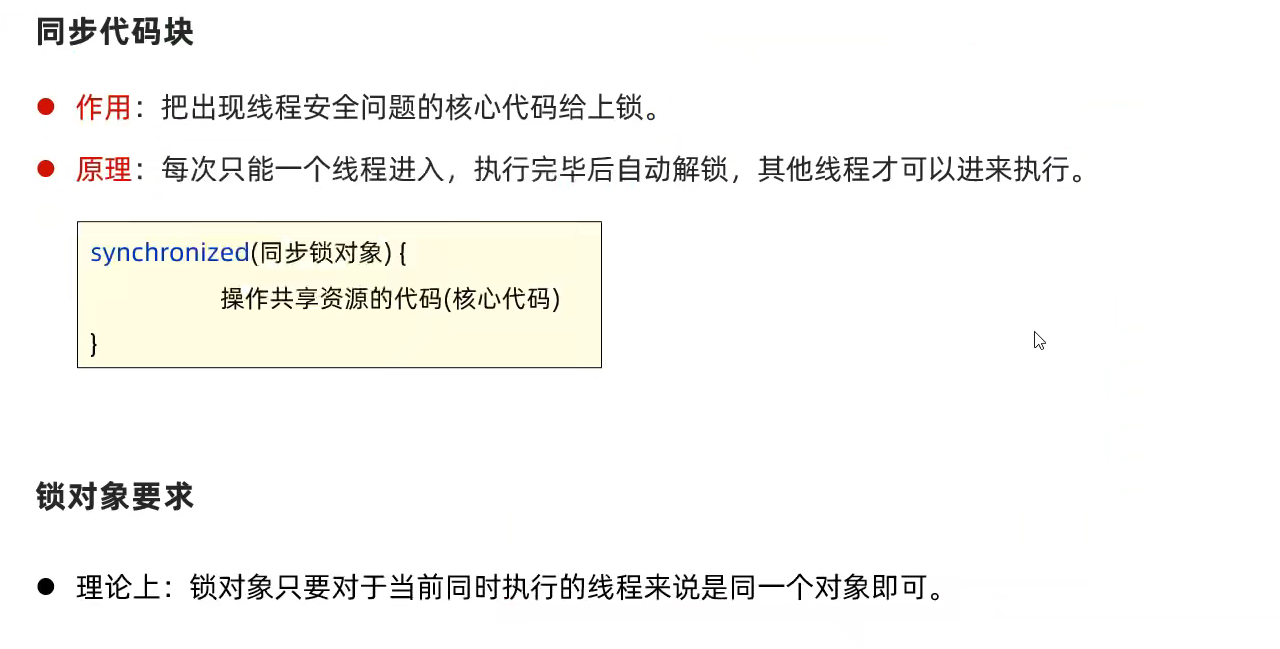 同步代码块
作用：把出现线程安全问题的核心代码给上锁。
原理：每次只能一个线程进入，执行完毕后自动解锁，其他线程才可以进来执行。
synchronized(同步锁对象) {
操作共享资源的代码(核心代码)
}
锁对象要求
理论上：锁对象只要对于当前同时执行的线程来说是同一个对象即可。